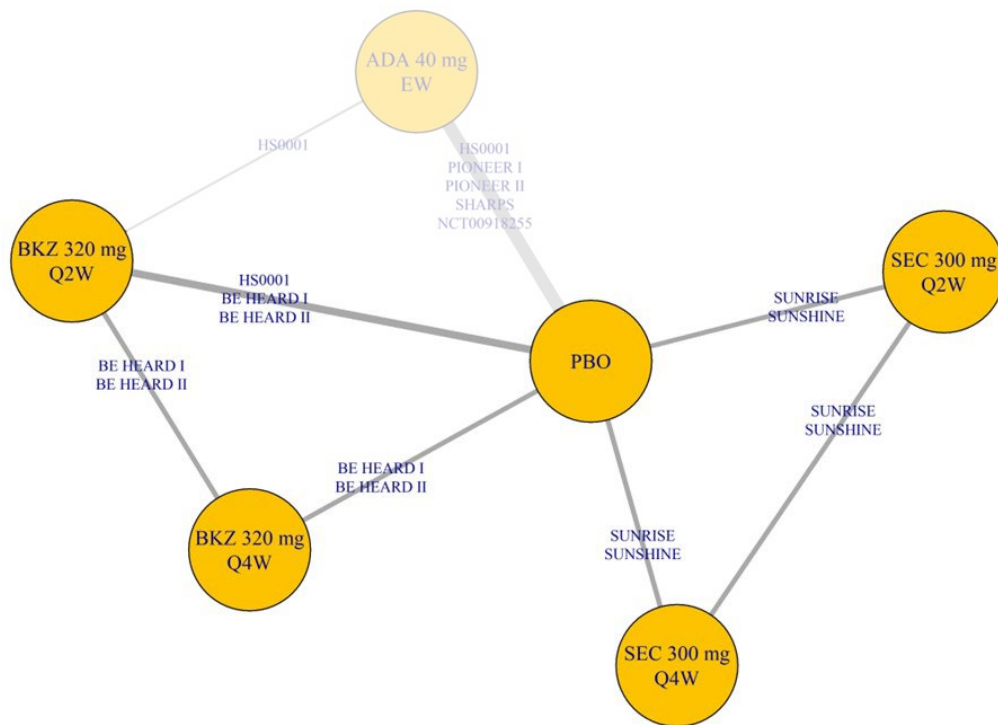 ADA 40 mg
EW
HS0001
HS0001
PIONEER I
PIONEER II
SHARPS
NCT00918255
BKZ 320 mg
Q2W
SEC 300 mg
Q2W
HS0001
BE HEARD I
BE HEARD II
SUNRISE
SUNSHINE
PBO
BE HEARD I
BE HEARD II
SUNRISE
SUNSHINE
BE HEARD I
BE HEARD II
BKZ 320 mg
Q4W
SUNRISE
SUNSHINE
SEC 300 mg
Q4W